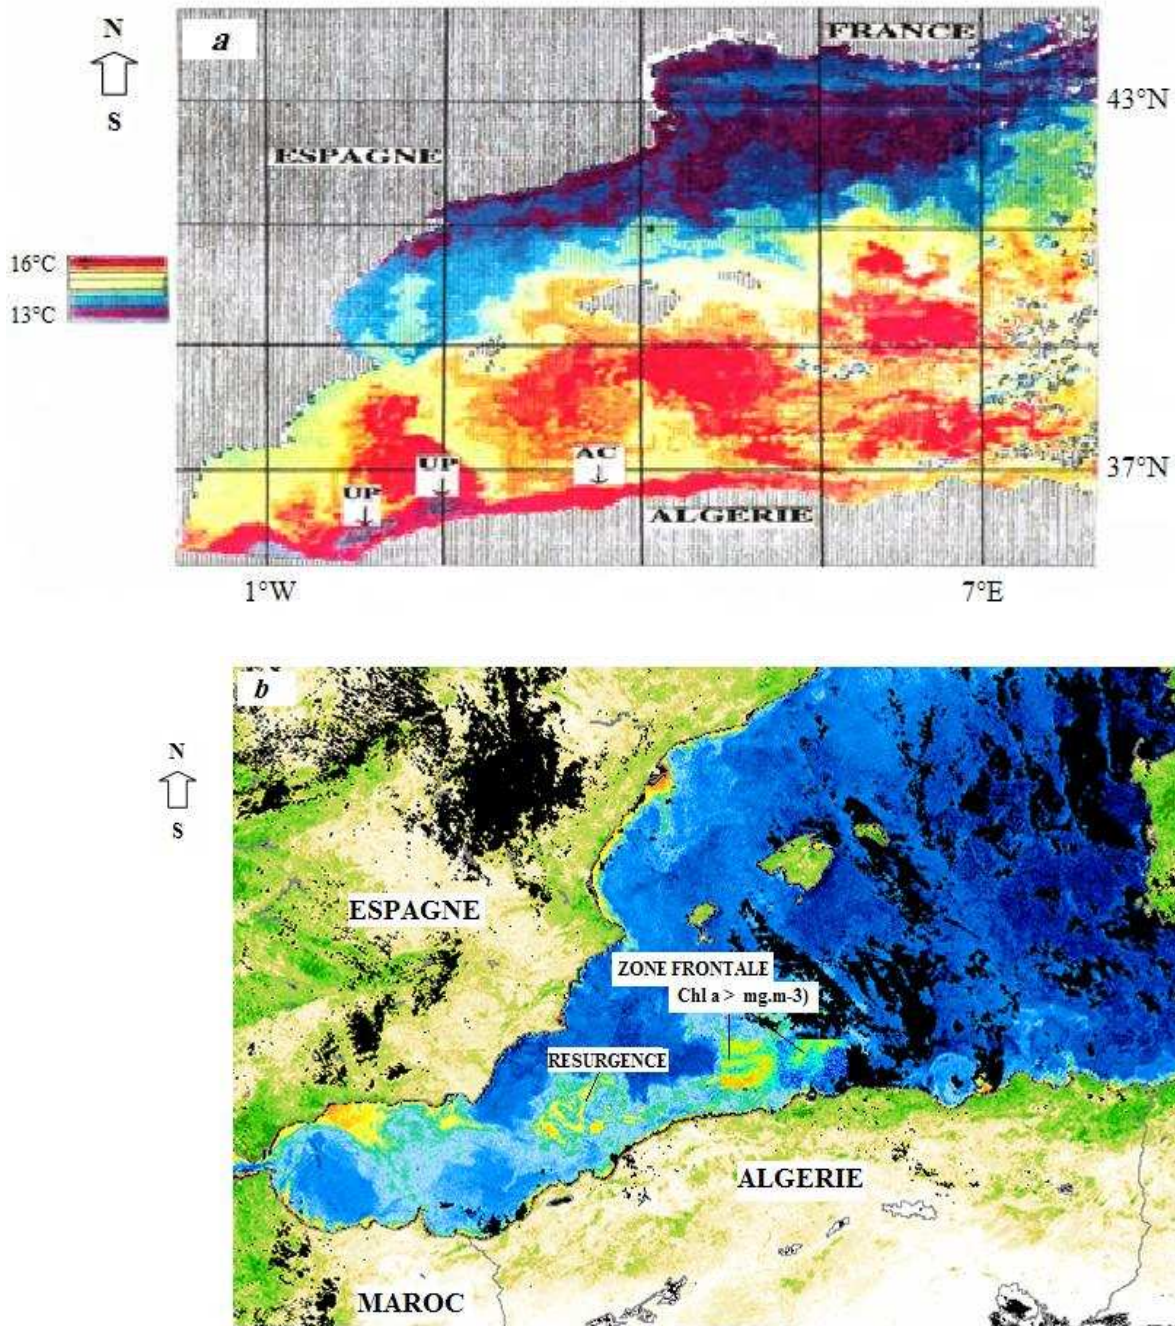 a
N
S
FRANCE
43°N
ESPAGNE
16°C
13°C
AC
UP
UP
37°N
ALGERIE
1°W
7°E
b
N
S
ESPAGNE
ZONE FRONTALE
Chl a > mg.m-3)
RESURGENCE
ALGERIE
MAROC